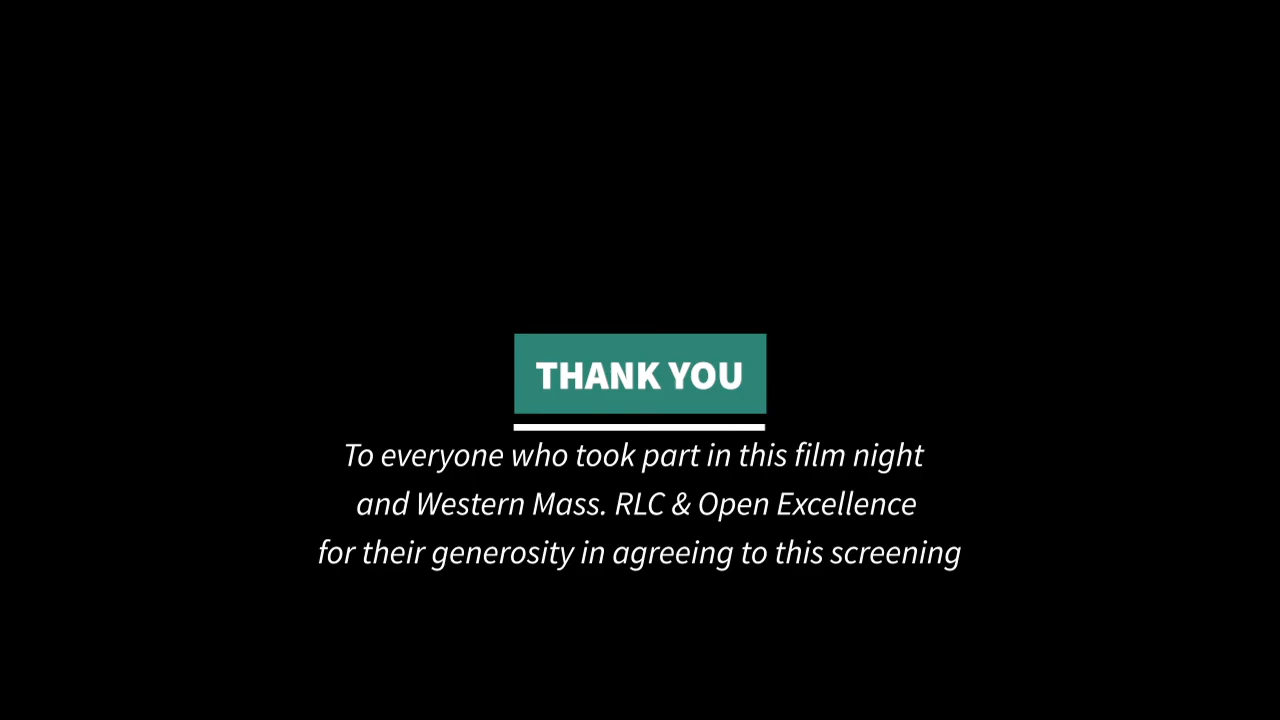 THANK YOU
To everyone who took part in this film night
and Western Mass. RLC & Open Excellence
for their generosity in agreeing to this screening